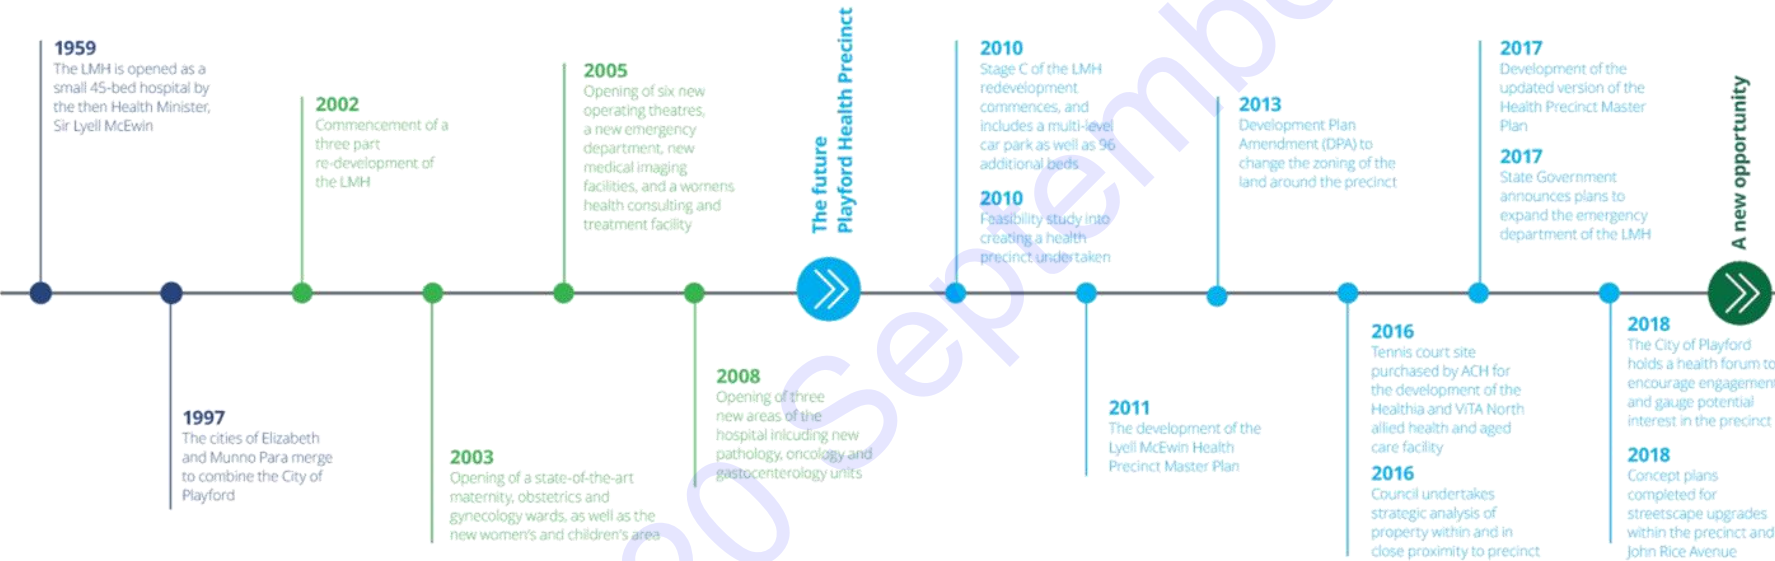 1959
The LMH is opened as a
small 45-bed hospital by
the then Health Minister,
Sir Lyell McEwin
1997
The cities of Elizabeth
and Munno Para merge
to combine the City of
Playford
2002
Commencement of a
three part
re-development of
the LMH
2003
Opening of a state-of-the-art
maternity, obstetrics and
gynecology wards, as well as the
new women's and children's area
2005
Opening of six new
operating theatres,
a new emergency
department, new
medical imaging
facilities, and a womens
health consulting and
treatment facility
2008
Opening of three
new areas of the
hospital inlcuding new
pathology, oncology and
gastocenterology units
The future
Playford Health Precinct
2010
Stage C of the LMH
redevelopment
commences, and
includes a multi-level
car park as well as 96
additional beds
2010
Feasibility study into
creating a health
precinct undertaken
2011
The development of the
Lyell McEwin Health
Precinct Master Plan
2013
Development Plan
Amendment (DPA) to
change the zoning of the
land around the precinct
2016
Tennis court site
purchased by ACH for
the development of the
Healthia and ViTA North
allied health and aged
care facility
2016
Council undertakes
strategic analysis of
property within and in
close proximity to precinct
2017
Development of the
updated version of the
Health Precinct Master
Plan
2017
State Government
announces plans to
expand the emergency
department of the LMH
2018
The City of Playford
holds a health forum to
encourage engagement
and gauge potential
interest in the precinct
2018
Concept plans
completed for
streetscape upgrades
within the precinct and
John Rice Avenue
A new opportunity
20 Septembe